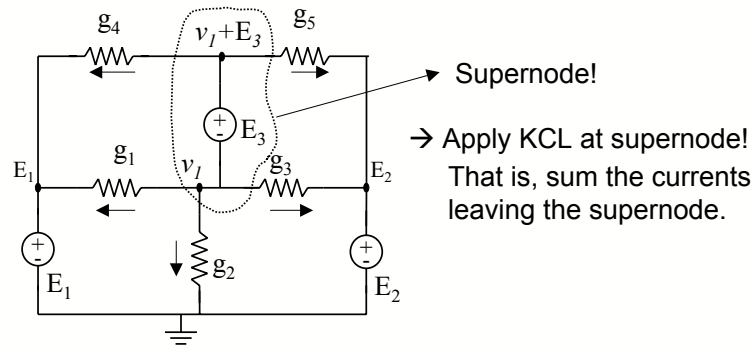 g₄
v₁+E₃
g₅
Supernode!
+
-
E₃
→ Apply KCL at supernode!
E₁
g₁
v₁
g₃
E₂
That is, sum the currents
leaving the supernode.
+
-
E₁
g₂
+
-
E₂